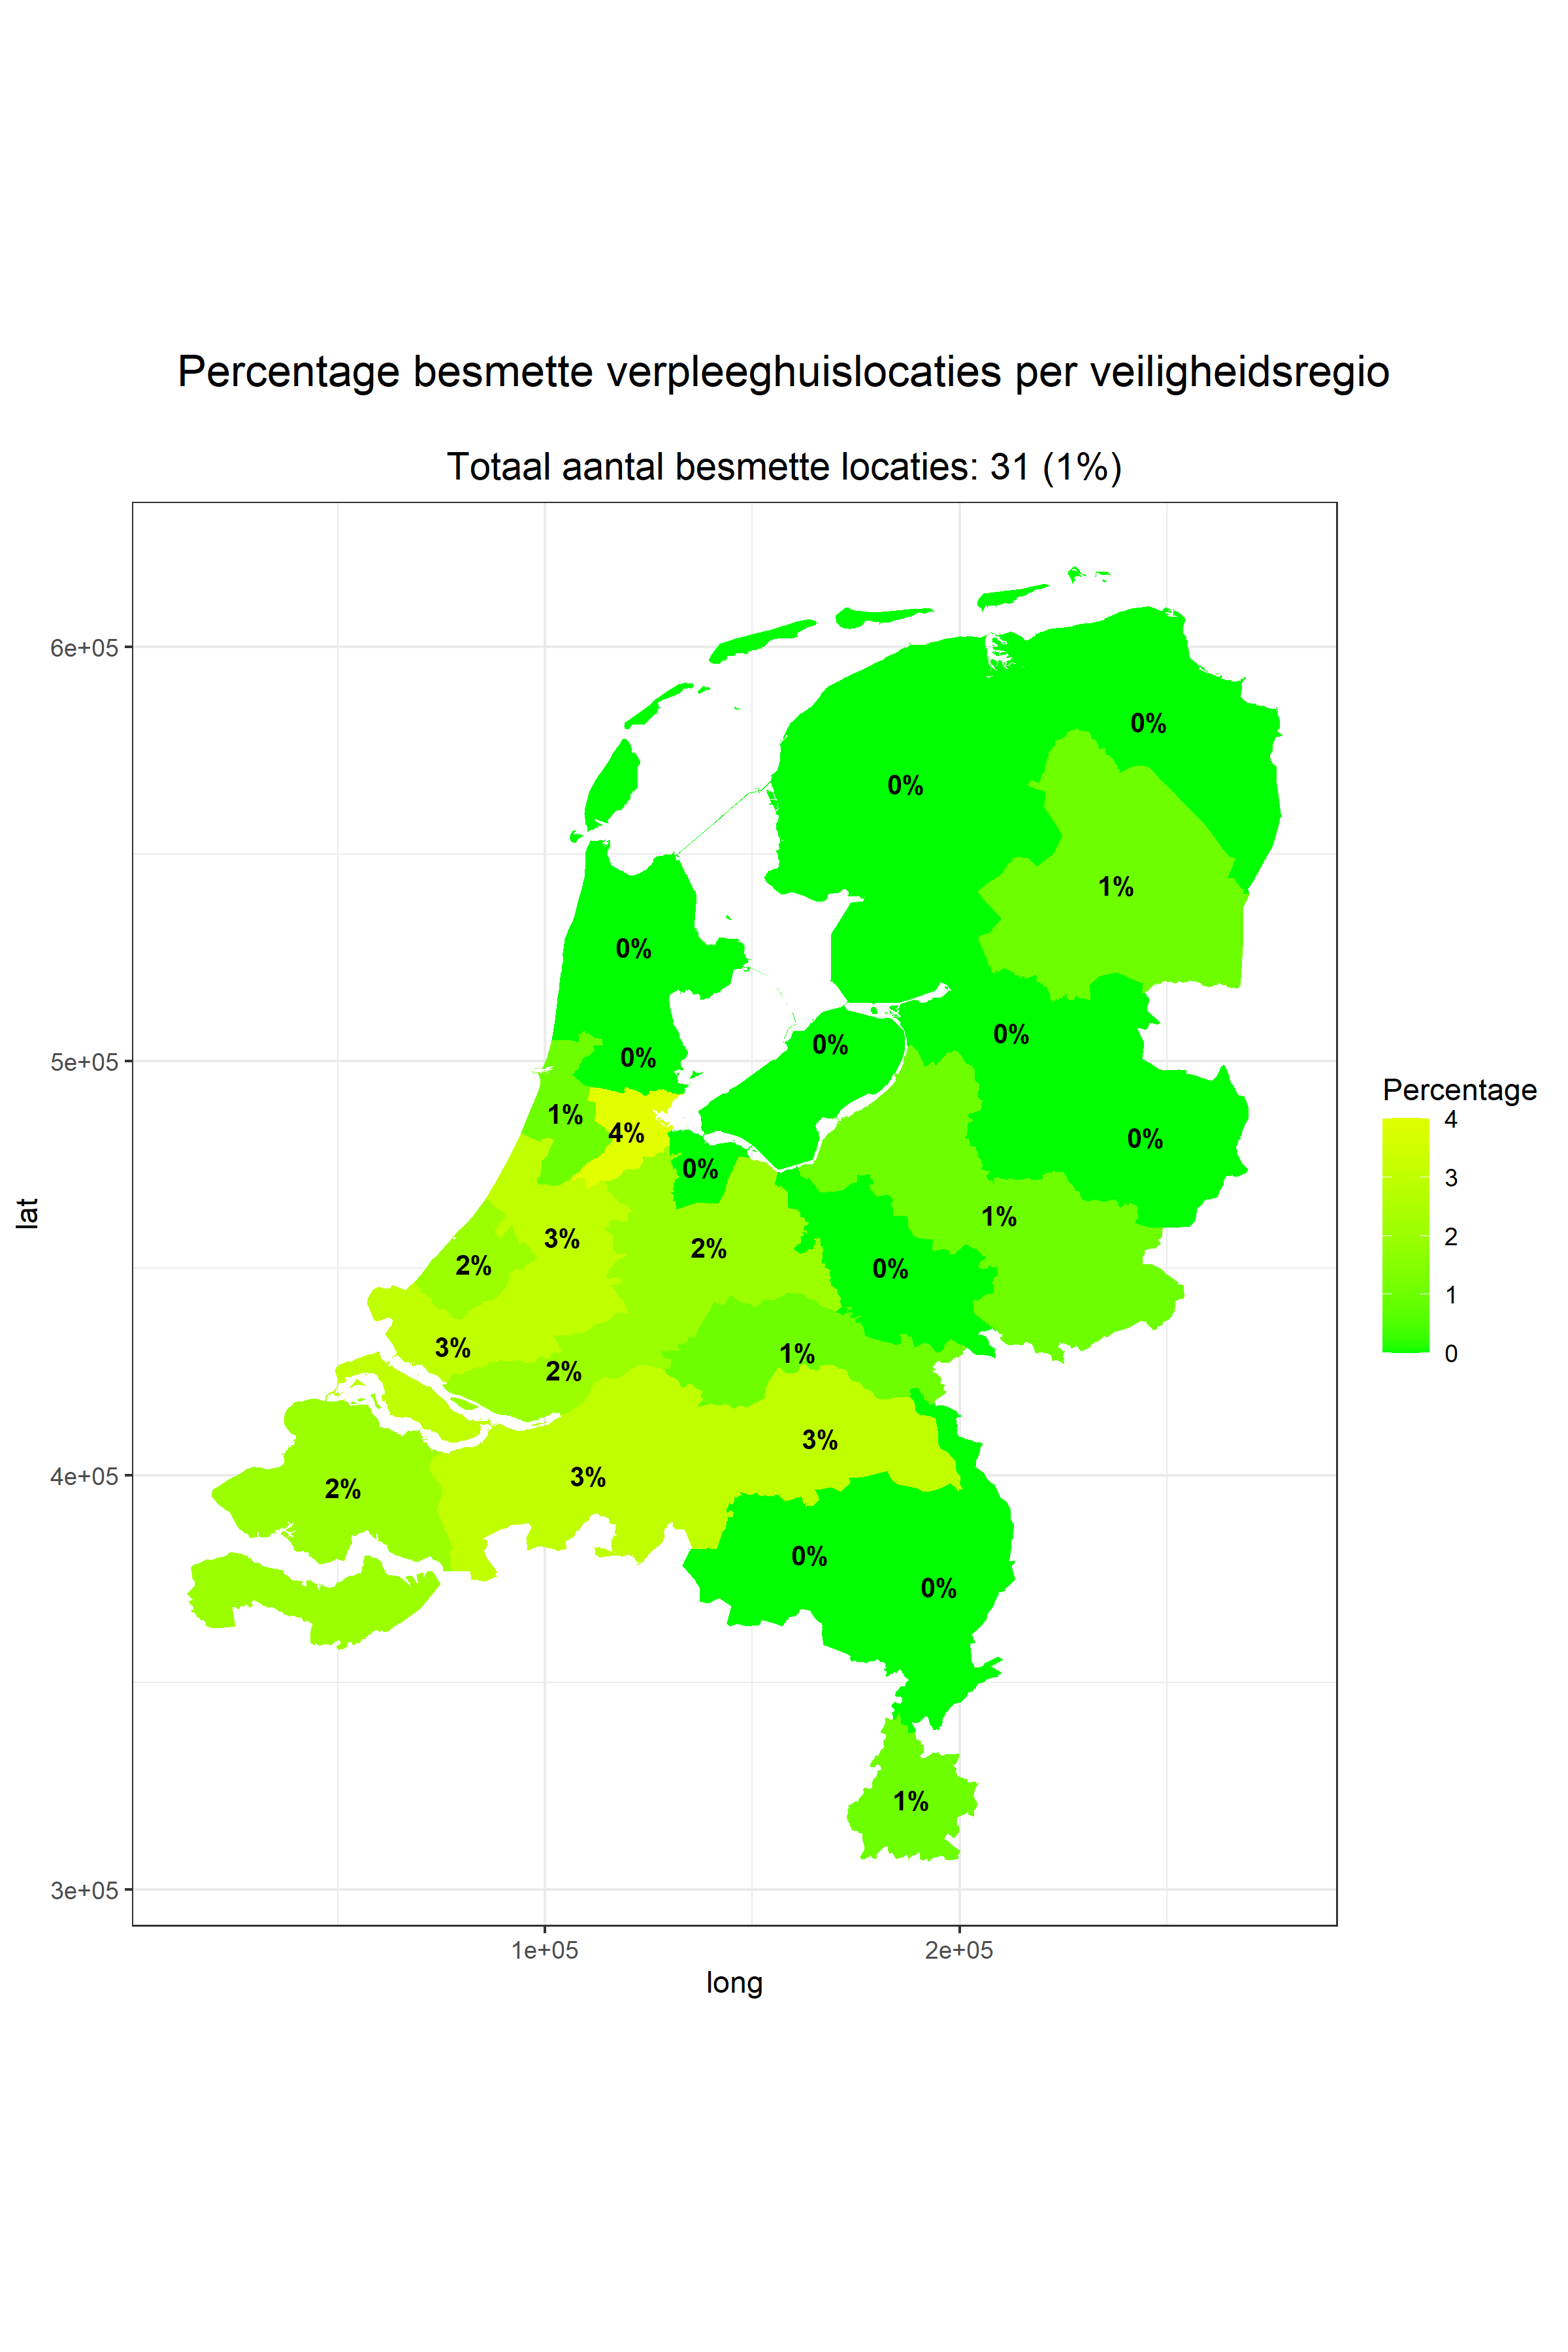 Percentage besmette verpleeghuislocaties per veiligheidsregio
Totaal aantal besmette locaties: 31 (1%)
6e+05
0%
0%
1%
0%
0%
0%
5e+05
0%
Percentage
1%
4
4%
0%
0%
3
lat
1%
3%
2
2%
2%
0%
1
3%
1%
0
2%
3%
4e+05
3%
2%
0%
0%
1%
3e+05
1e+05
2e+05
long